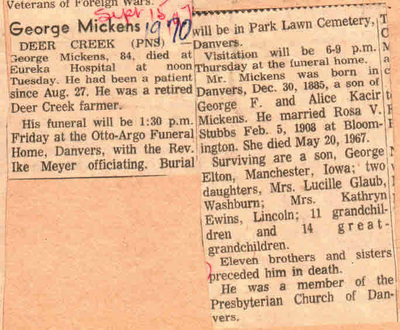 Veterans of Foreign Wars.
Sept 15
1970
George Mickens
DEER CREEK (PNS) —
George Mickens, 84, died at
Eureka Hospital at noon
Tuesday. He had been a patient
since Aug. 27. He was a retired
Deer Creek farmer.
His funeral will be 1:30 p.m.
Friday at the Otto-Argo Funeral
Home, Danvers, with the Rev.
Ike Meyer officiating. Burial
will be in Park Lawn Cemetery,
Danvers.
Visitation will be 6-9 p.m.
Thursday at the funeral home.
Mr. Mickens was born in
Danvers, Dec. 30, 1885, a son of
George F. and Alice Kacir
Mickens. He married Rosa V.
Stubbs Feb. 5, 1908 at Bloom-
ington. She died May 20, 1967.
Surviving are a son, George
Elton, Manchester, Iowa; two
daughters, Mrs. Lucille Glaub,
Washburn; Mrs. Kathryn
Ewins, Lincoln; 11 grandchil-
dren and 14 great-
grandchildren.
Eleven brothers and sisters
preceded him in death.
He was a member of the
Presbyterian Church of Dan-
vers.